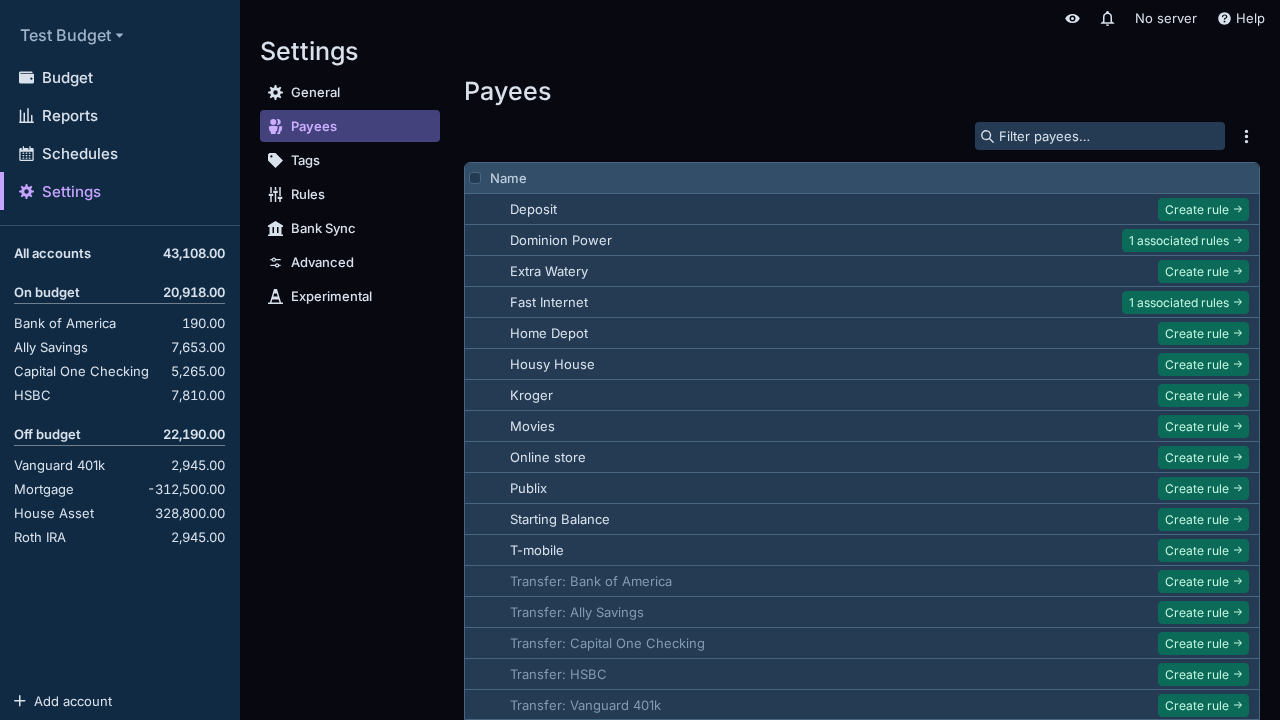 Test Budget
Budget
Reports
Schedules
Settings
All accounts 43,108.00
On budget 20,918.00
Bank of America 190.00
Ally Savings 7,653.00
Capital One Checking 5,265.00
HSBC 7,810.00
Off budget 22,190.00
Vanguard 401k 2,945.00
Mortgage -312,500.00
House Asset 328,800.00
Roth IRA 2,945.00
Add account
No server Help
Settings
General
Payees
Tags
Rules
Bank Sync
Advanced
Experimental
Payees
Filter payees...
Name
Deposit Create rule
Dominion Power 1 associated rules
Extra Watery Create rule
Fast Internet 1 associated rules
Home Depot Create rule
Housy House Create rule
Kroger Create rule
Movies Create rule
Online store Create rule
Publix Create rule
Starting Balance Create rule
T-mobile Create rule
Transfer: Bank of America Create rule
Transfer: Ally Savings Create rule
Transfer: Capital One Checking Create rule
Transfer: HSBC Create rule
Transfer: Vanguard 401k Create rule